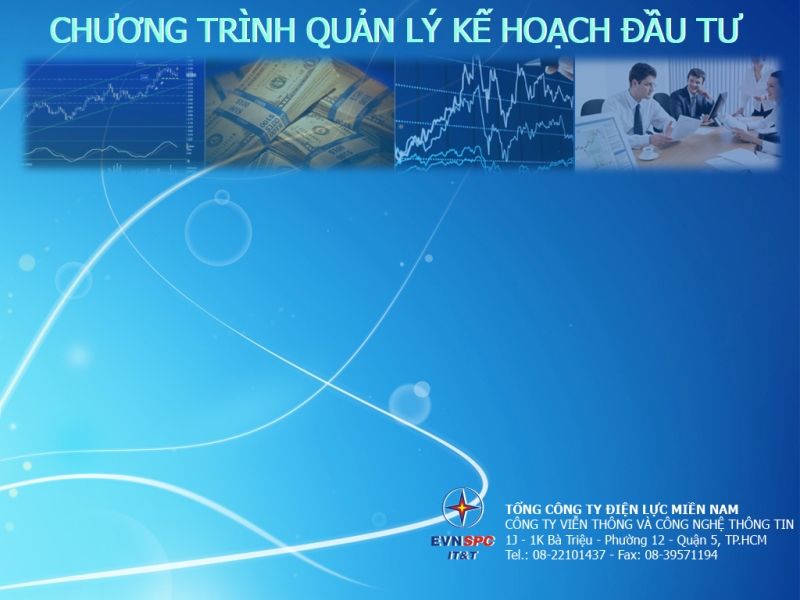 CHƯƠNG TRÌNH QUẢN LÝ KẾ HOẠCH ĐẦU TƯ
TỔNG CÔNG TY ĐIỆN LỰC MIỀN NAM
CÔNG TY VIỄN THÔNG VÀ CÔNG NGHỆ THÔNG TIN
1J - 1K Bà Triệu - Phường 12 - Quận 5, TP.HCM
Tel.: 08-22101437 - Fax: 08-39571194
EVNSPC
IT&T